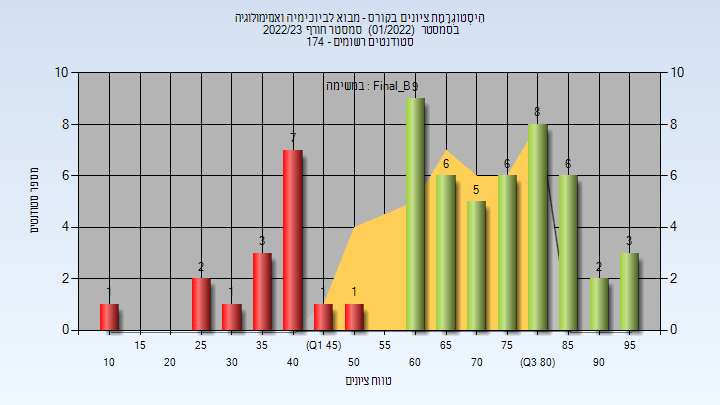 הִיסְטוֹגְרָמַת ציונים בקורס - מבוא לביוכימיה ואנזימולוגיה
בסמסטר (01/2022) סמסטר חורף 2022/23
סטודנטים רשומים - 174
במשימה : Final_B
10 10
8 8
6 6
4 4
2 2
0 0
מספר סטודנטים
1 2 1 3 7 1 1 9 6 5 6 8 6 2 3
15 25 35 (Q1 45) 55 65 75 85 95
10 20 30 40 50 60 70 (Q3 80) 90
טווח ציונים